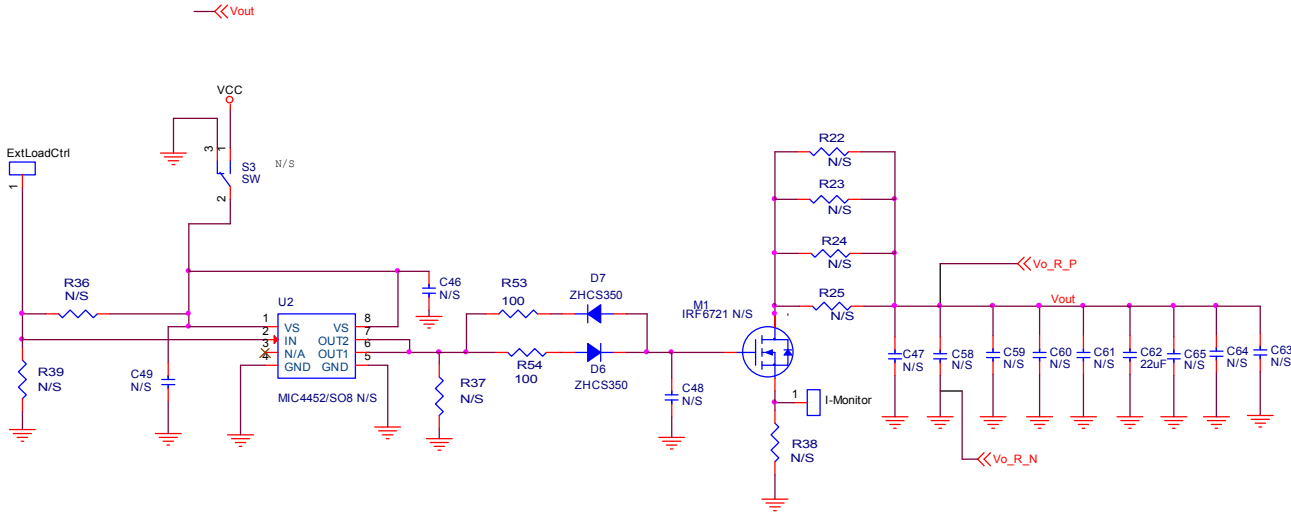 Vout
VCC
ExtLoadCtrl
1
3
1
S3
SW
N/S
2
R36
N/S
R39
N/S
C49
N/S
U2
1
2
3
4
VS
IN
N/A
GND
VS
OUT2
OUT1
GND
8
7
6
5
MIC4452/SO8 N/S
C46
N/S
R37
N/S
R53
100
D7
ZHCS350
R54
100
D6
ZHCS350
C48
N/S
M1
IRF6721 N/S
R22
N/S
R23
N/S
R24
N/S
R25
N/S
1
I-Monitor
R38
N/S
Vo_R_P
Vout
C47
N/S
C58
N/S
C59
N/S
C60
N/S
C61
N/S
C62
22uF
C65
N/S
C64
N/S
C63
N/S
Vo_R_N